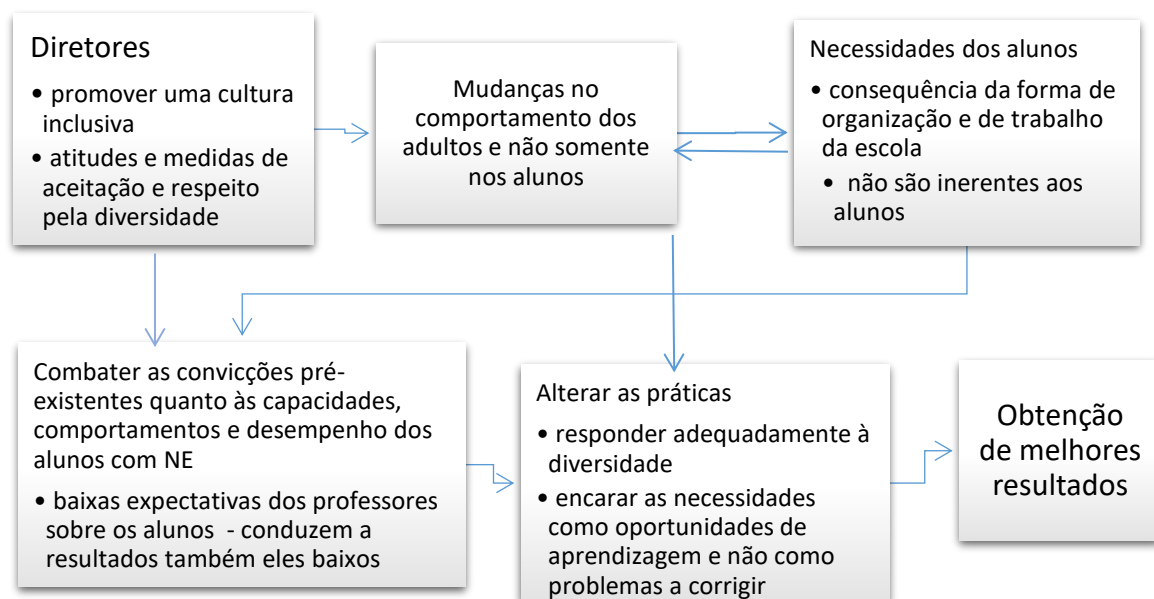 Diretores
• promover uma cultura
inclusiva
• atitudes e medidas de
aceitação e respeito
pela diversidade
Mudanças no
comportamento dos
adultos e não somente
nos alunos
Necessidades dos alunos
• consequência da forma de
organização e de trabalho
da escola
• não são inerentes aos
alunos
Combater as convicções pré-
existentes quanto às capacidades,
comportamentos e desempenho dos
alunos com NE
• baixas expectativas dos professores
sobre os alunos - conduzem a
resultados também eles baixos
Alterar as práticas
• responder adequadamente à
diversidade
• encarar as necessidades
como oportunidades de
aprendizagem e não como
problemas a corrigir
Obtenção
de melhores
resultados